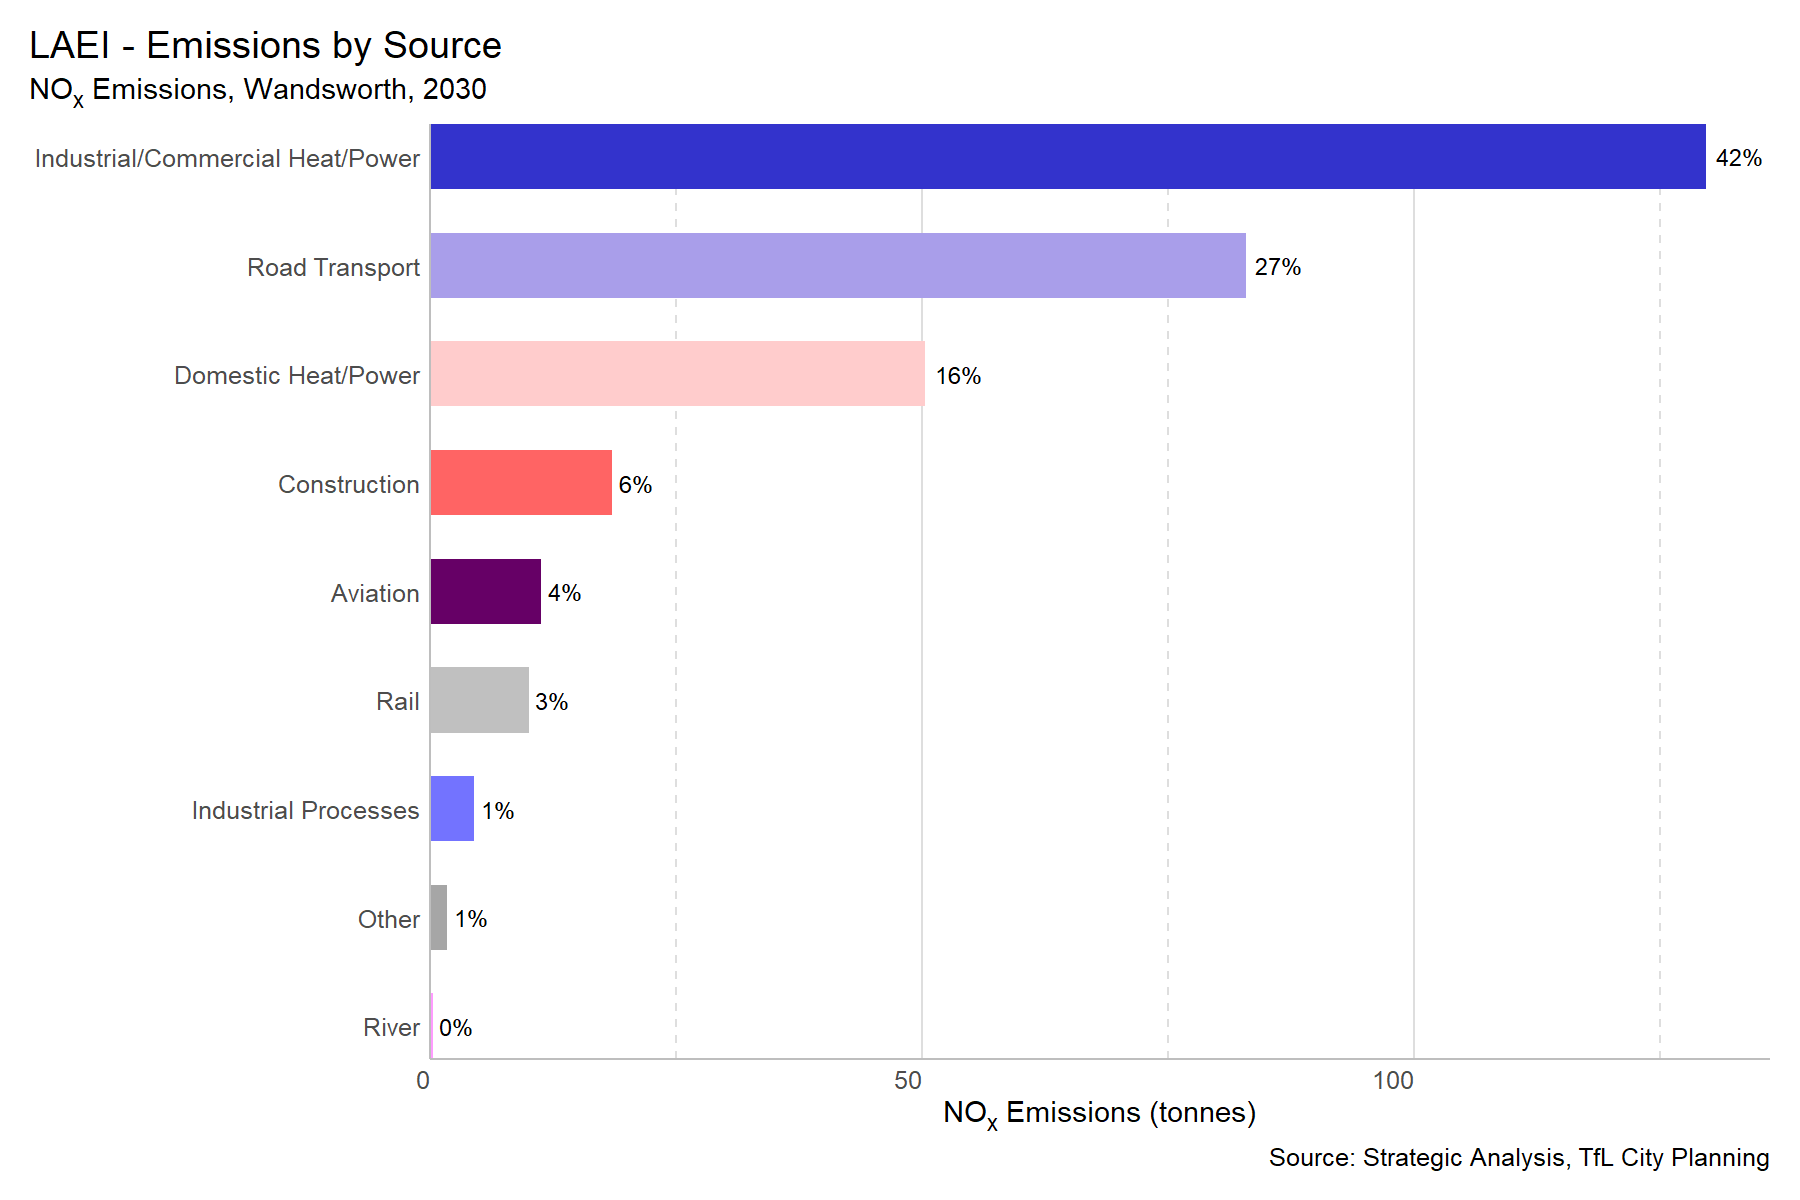 LAEI - Emissions by Source
NOx Emissions, Wandsworth, 2030
Industrial/Commercial Heat/Power 42%
Road Transport 27%
Domestic Heat/Power 16%
Construction 6%
Aviation 4%
Rail 3%
Industrial Processes 1%
Other 1%
River 0%
0 50 100
NOx Emissions (tonnes)
Source: Strategic Analysis, TfL City Planning